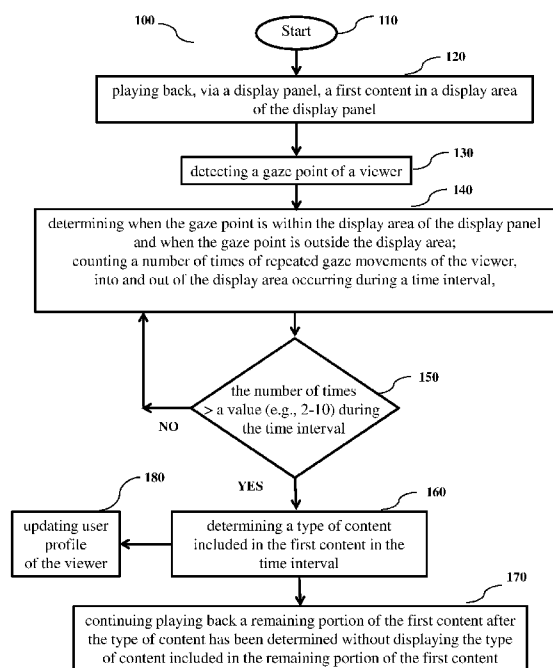 100
Start
110
120
playing back, via a display panel, a first content in a display area
of the display panel
130
detecting a gaze point of a viewer
140
determining when the gaze point is within the display area of the display panel
and when the gaze point is outside the display area;
counting a number of times of repeated gaze movements of the viewer,
into and out of the display area occurring during a time interval,
150
the number of times
> a value (e.g., 2-10) during
the time interval
NO
YES
180
160
updating user
profile
of the viewer
determining a type of content
included in the first content in the
time interval
170
continuing playing back a remaining portion of the first content after
the type of content has been determined without displaying the type
of content included in the remaining portion of the first content